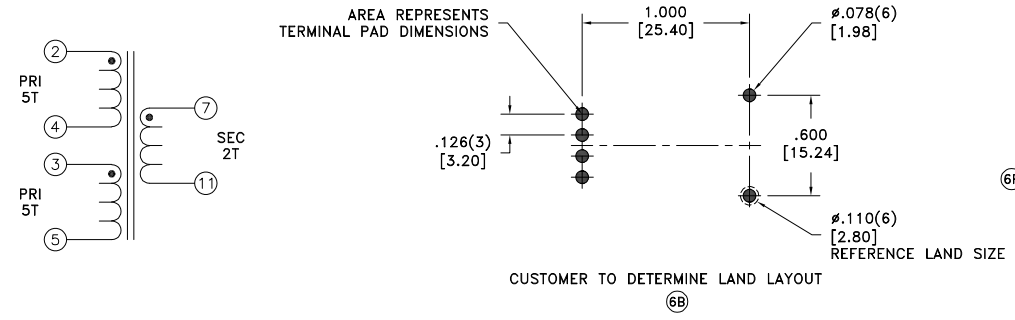 2
PRI
5T
4
3
PRI
5T
5
7
SEC
2T
11
AREA REPRESENTS
TERMINAL PAD DIMENSIONS
1.000
[25.40]
ø.078(6)
[1.98]
.126(3)
[3.20]
.600
[15.24]
ø.110(6)
[2.80]
REFERENCE LAND SIZE
CUSTOMER TO DETERMINE LAND LAYOUT
6B